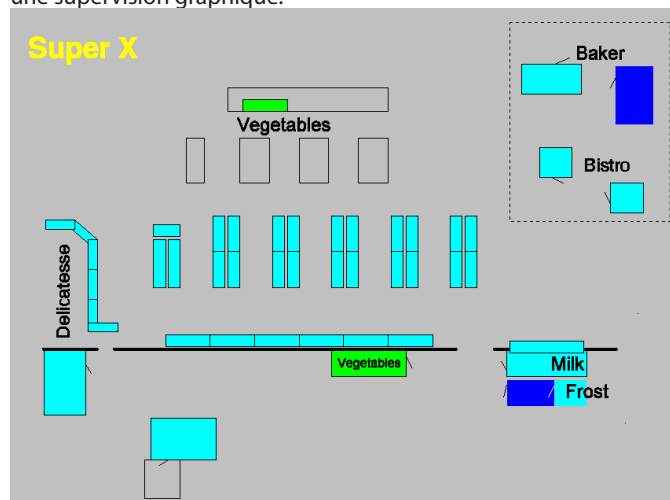 une supervision graphique.
Super X
Baker
Vegetables
Bistro
Delicatesse
Vegetables
Milk
Frost